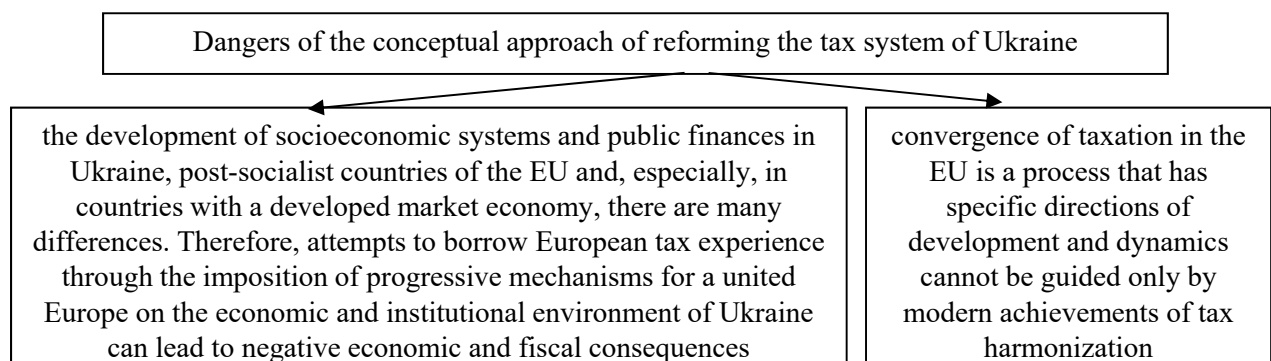 Dangers of the conceptual approach of reforming the tax system of Ukraine
the development of socioeconomic systems and public finances in
Ukraine, post-socialist countries of the EU and, especially, in
countries with a developed market economy, there are many
differences. Therefore, attempts to borrow European tax experience
through the imposition of progressive mechanisms for a united
Europe on the economic and institutional environment of Ukraine
can lead to negative economic and fiscal consequences
convergence of taxation in the
EU is a process that has
specific directions of
development and dynamics
cannot be guided only by
modern achievements of tax
harmonization